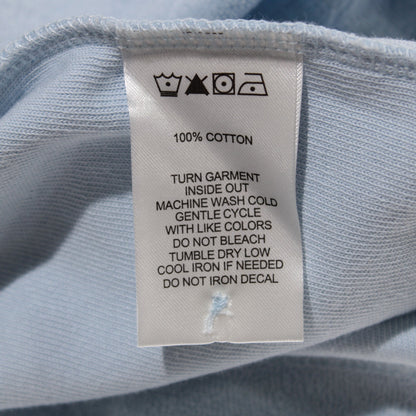 100% COTTON
TURN GARMENT
INSIDE OUT
MACHINE WASH COLD
GENTLE CYCLE
WITH LIKE COLORS
DO NOT BLEACH
TUMBLE DRY LOW
COOL IRON IF NEEDED
DO NOT IRON DECAL